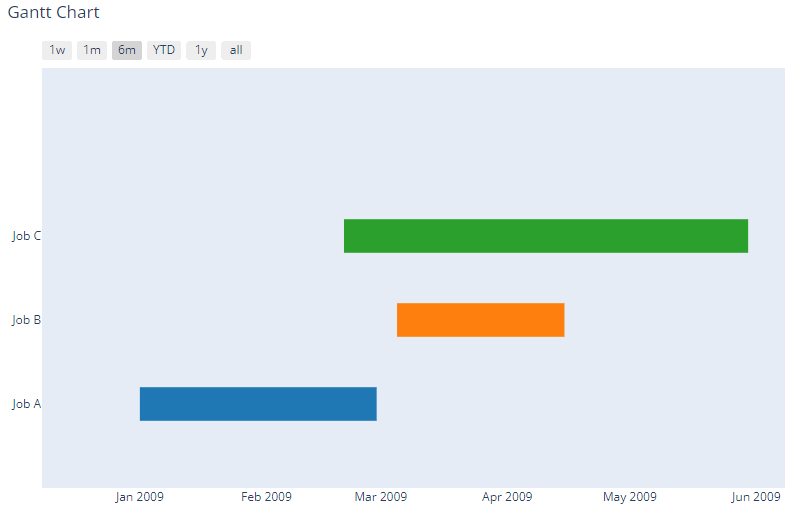 Gantt Chart
1w 1m 6m YTD 1y all
Job C
Job B
Job A
Jan 2009 Feb 2009 Mar 2009 Apr 2009 May 2009 Jun 2009